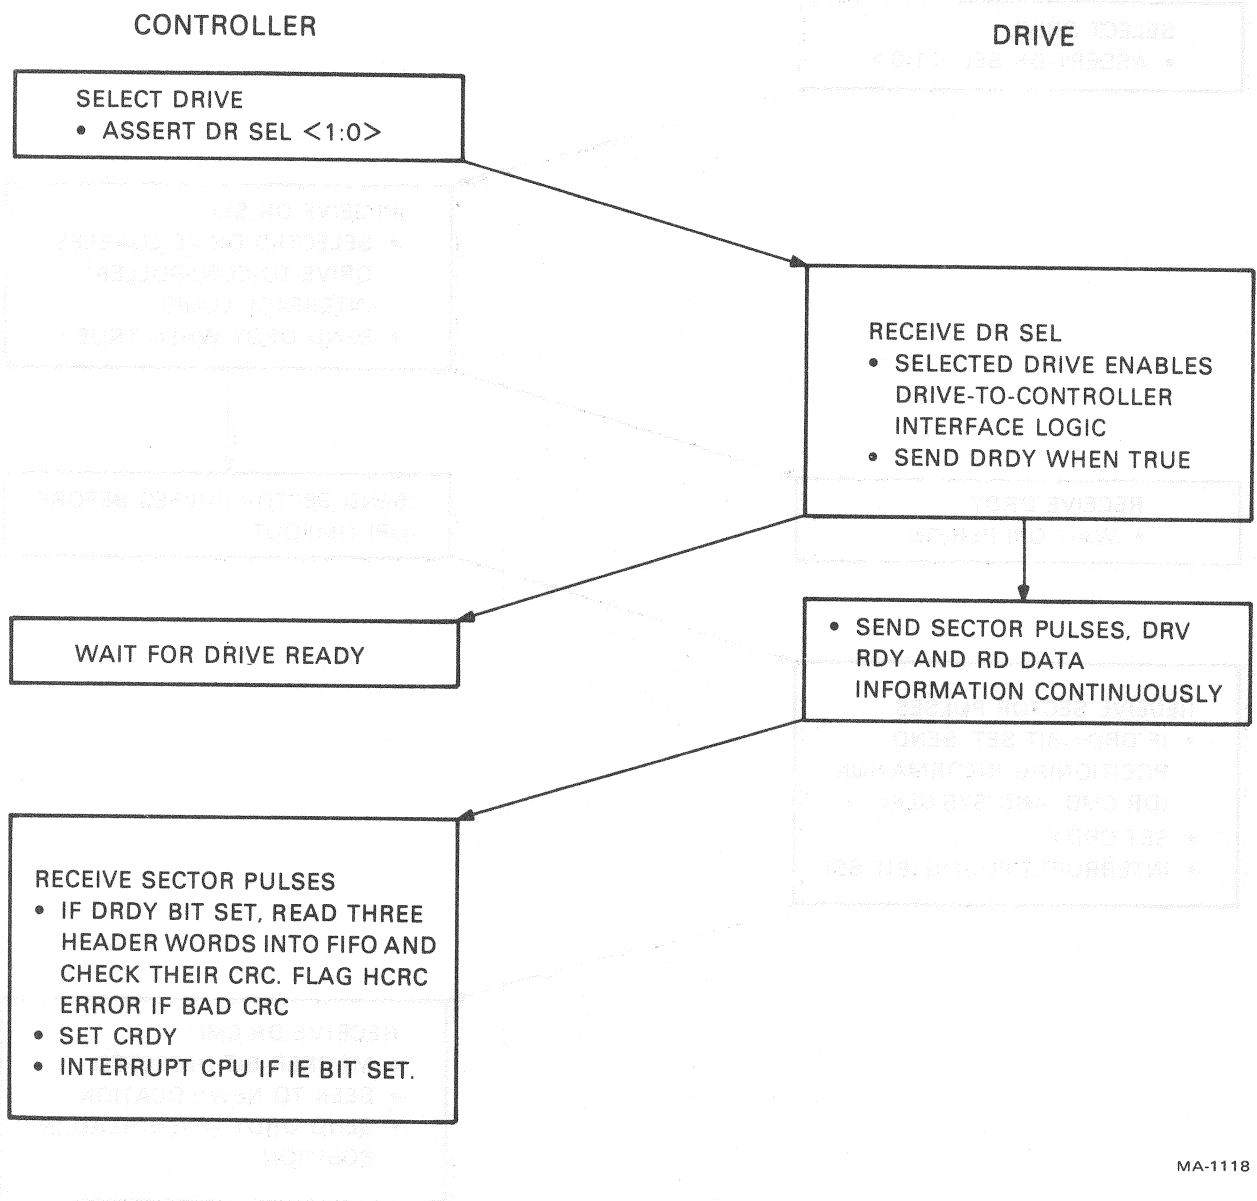 CONTROLLER
DRIVE
SELECT DRIVE
• ASSERT DR SEL <1:0>
RECEIVE DR SEL
• SELECTED DRIVE ENABLES
DRIVE-TO-CONTROLLER
INTERFACE LOGIC
• SEND DRDY WHEN TRUE
WAIT FOR DRIVE READY
• SEND SECTOR PULSES, DRV
RDY AND RD DATA
INFORMATION CONTINUOUSLY
RECEIVE SECTOR PULSES
• IF DRDY BIT SET, READ THREE
HEADER WORDS INTO FIFO AND
CHECK THEIR CRC. FLAG HCRC
ERROR IF BAD CRC
• SET CRDY
• INTERRUPT CPU IF IE BIT SET.
MA-1118